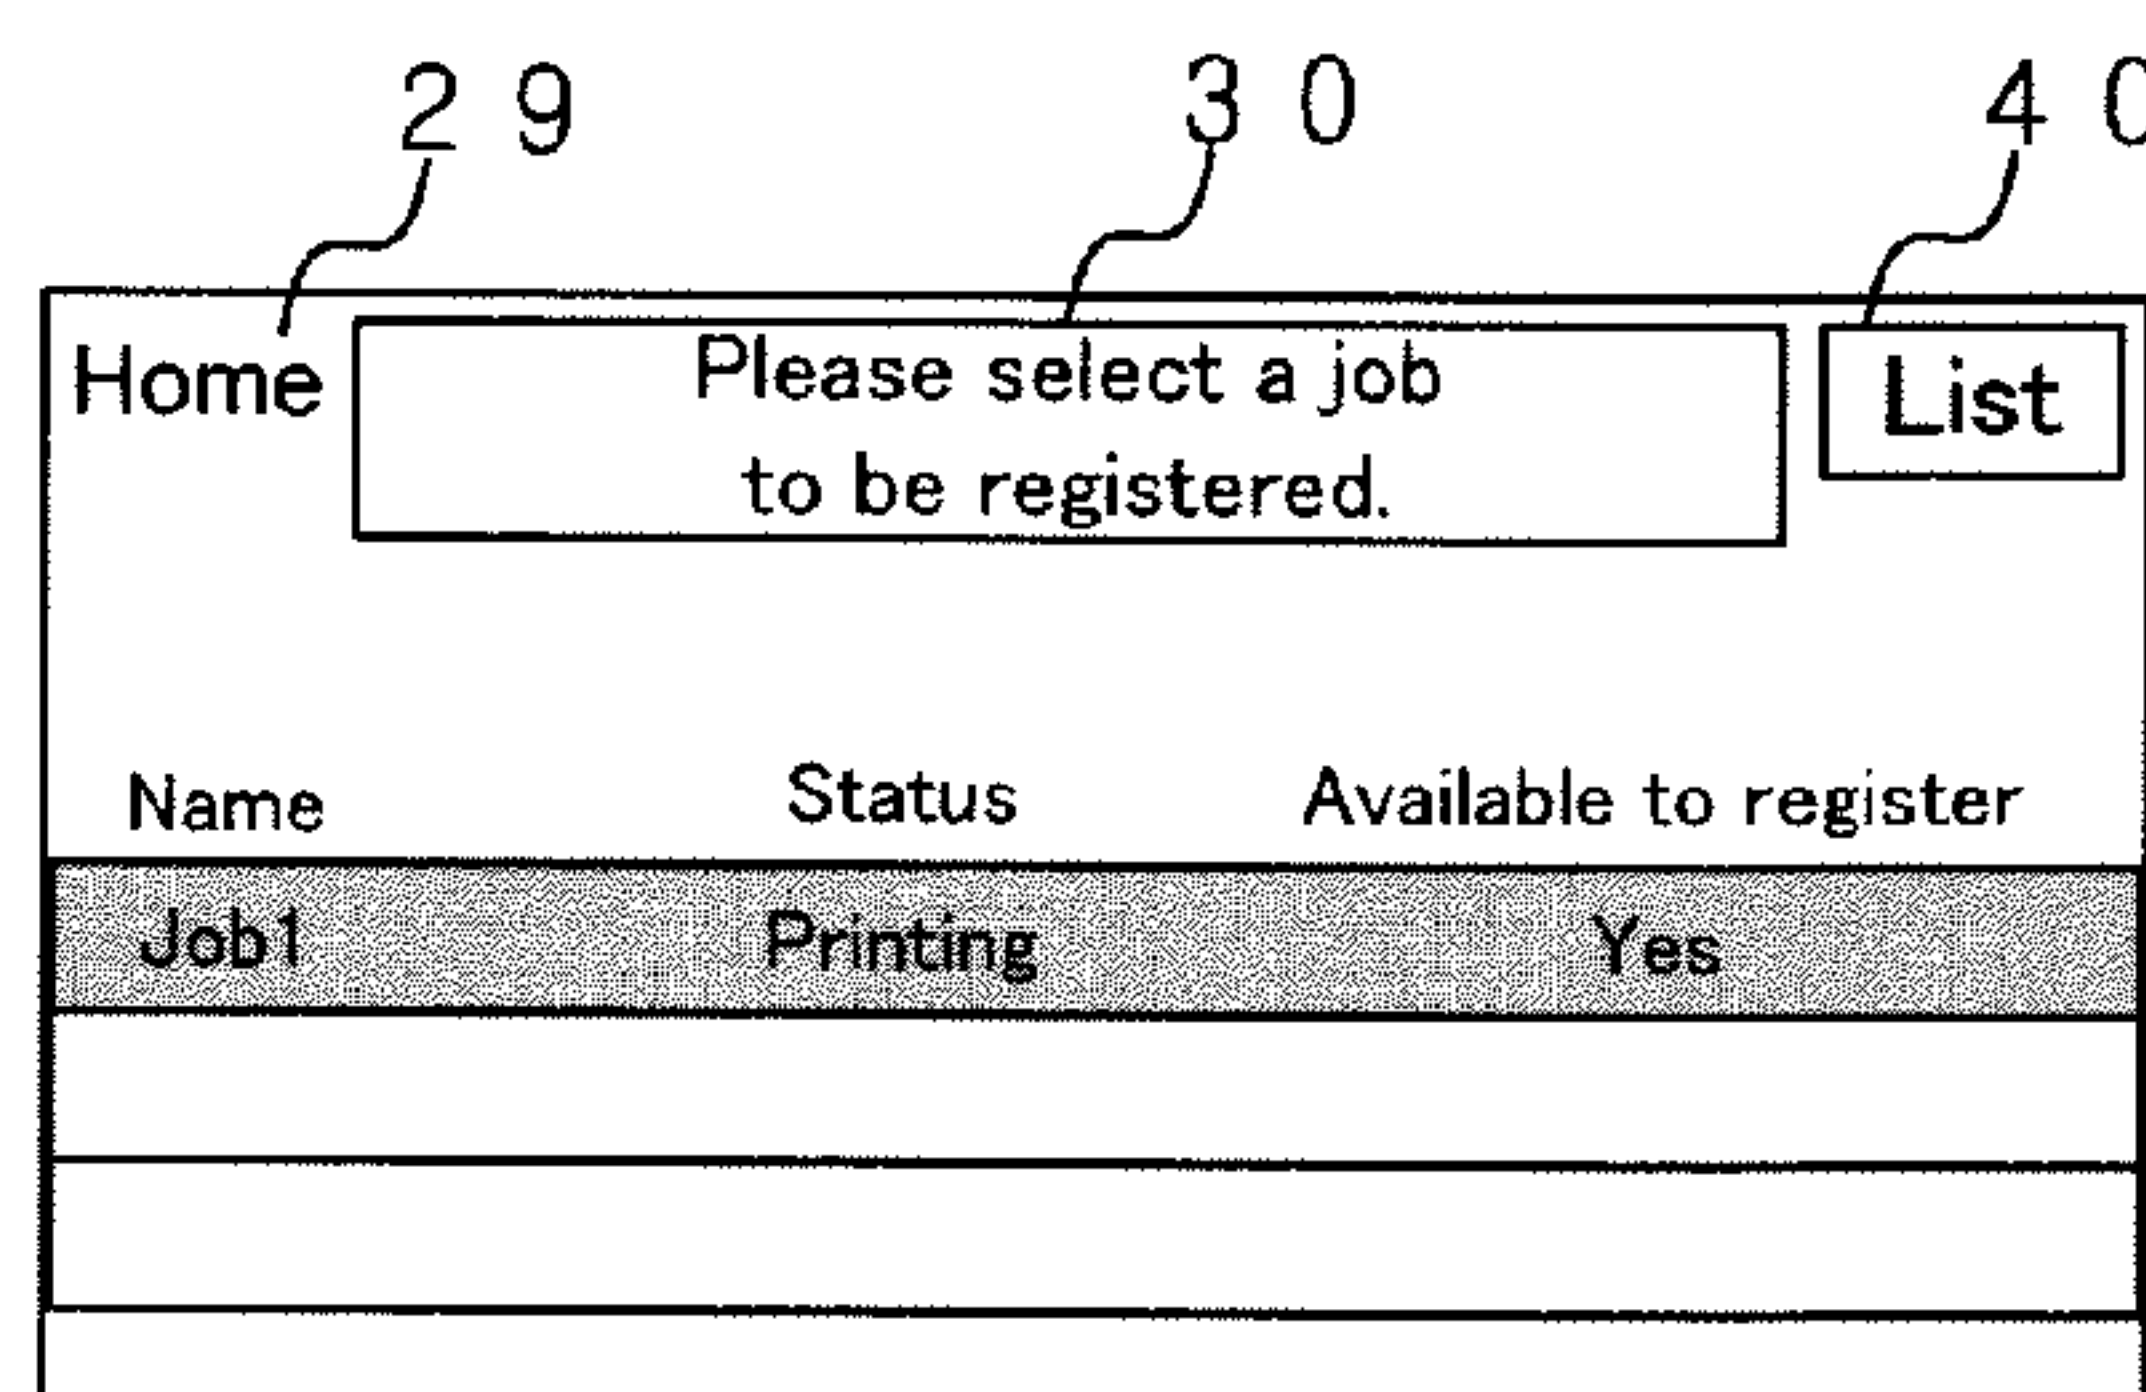 29 30 40
Home
Please select a job
to be registered.
List
Name Status Available to register
Job1 Printing Yes